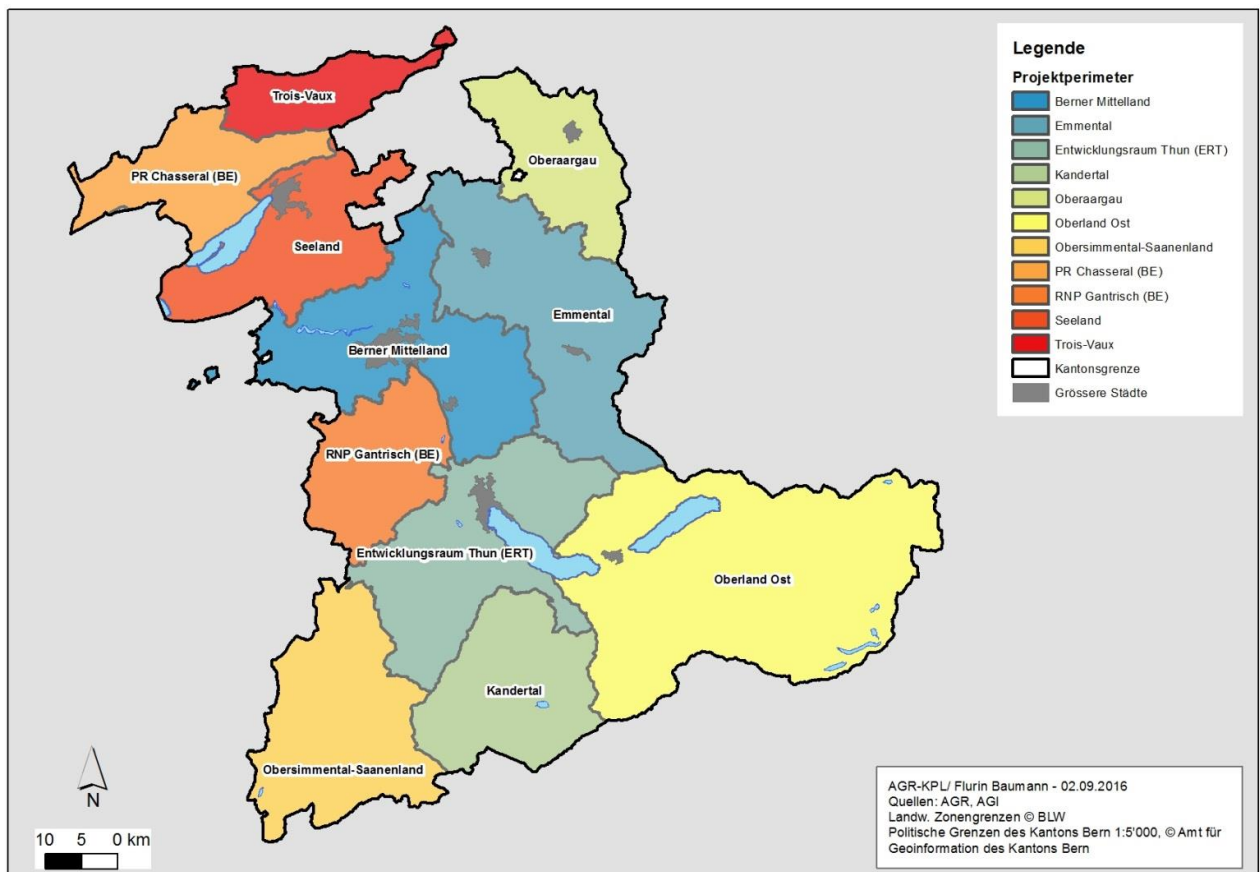 Trois-Vaux
PR Chasseral (BE)
Oberaargau
Seeland
Emmental
Berner Mittelland
RNP Gantrisch (BE)
Entwicklungsraum Thun (ERT)
Oberland Ost
Kandertal
Obersimmental-Saanenland
N
10 5 0 km
Legende
Projektperimeter
Berner Mittelland
Emmental
Entwicklungsraum Thun (ERT)
Kandertal
Oberaargau
Oberland Ost
Obersimmental-Saanenland
PR Chasseral (BE)
RNP Gantrisch (BE)
Seeland
Trois-Vaux
Kantonsgrenze
Grössere Städte
AGR-KPL/ Flurin Baumann - 02.09.2016
Quellen: AGR, AGI
Landw. Zonengrenzen © BLW
Politische Grenzen des Kantons Bern 1:5'000, © Amt für
Geoinformation des Kantons Bern